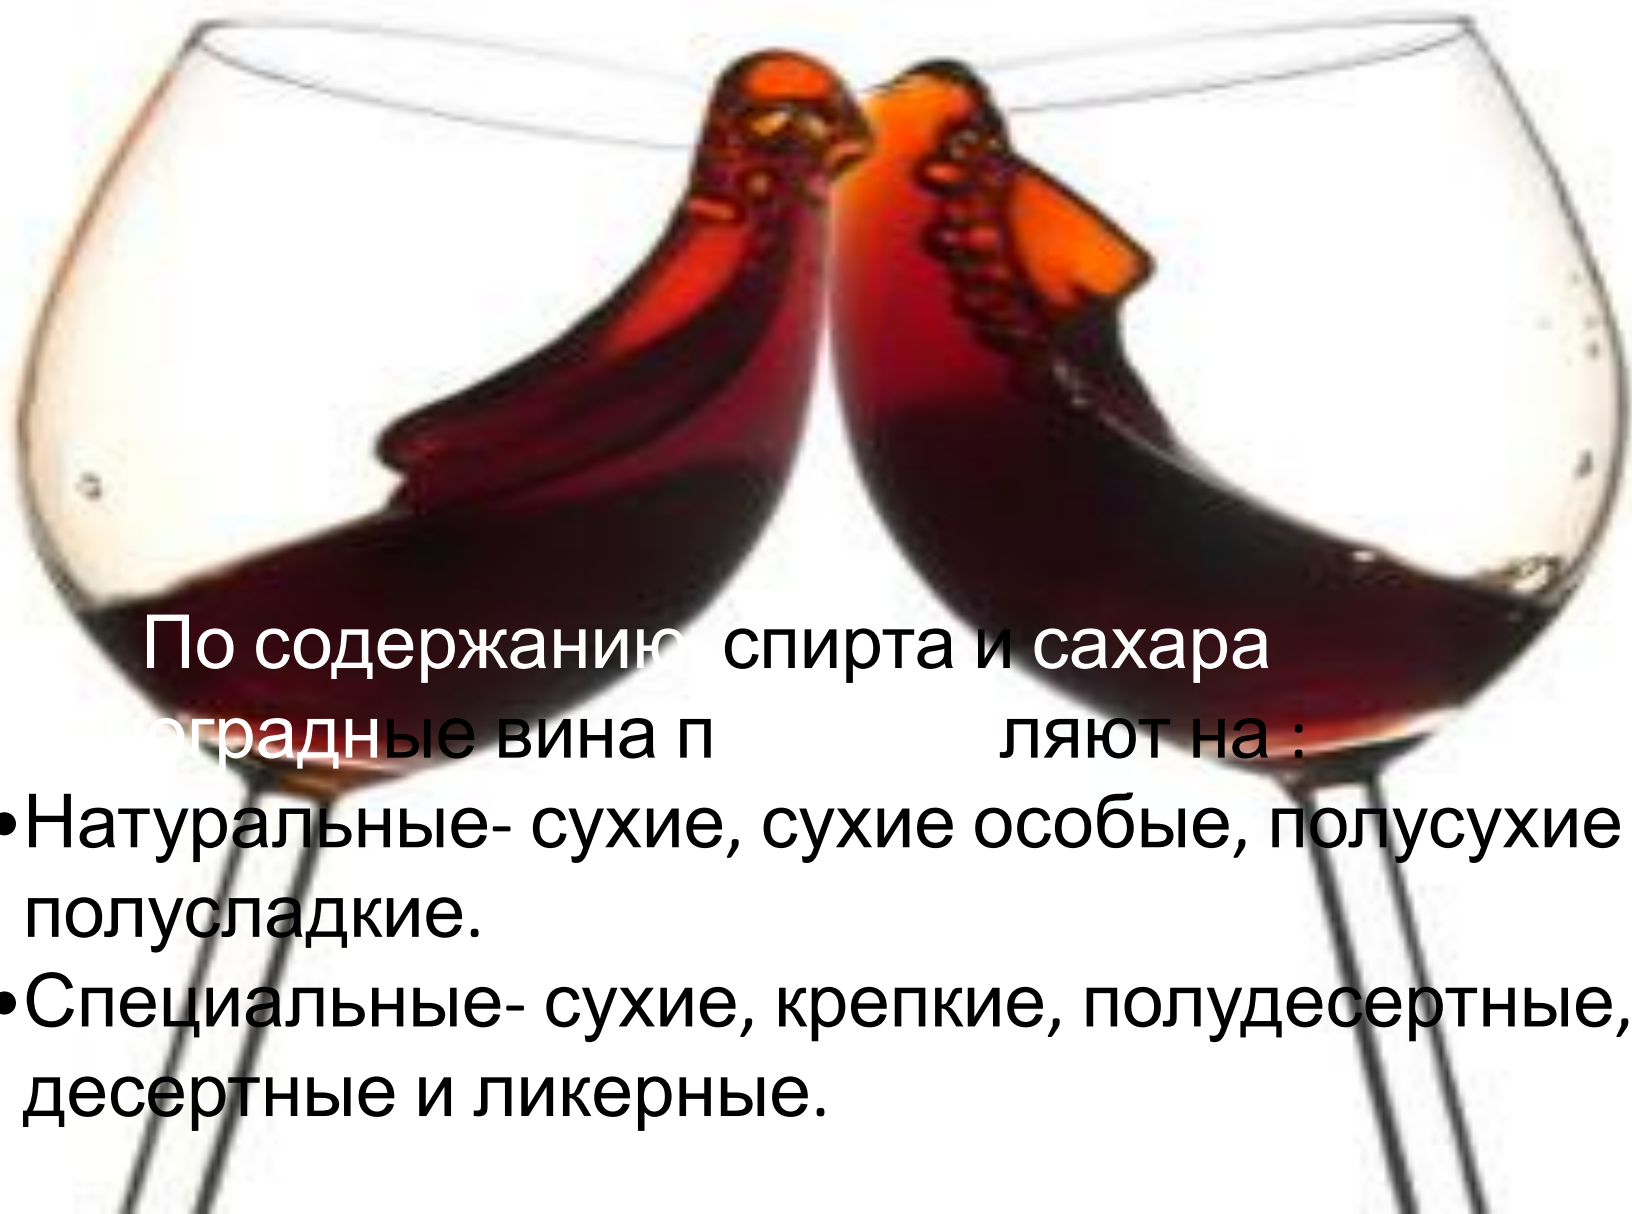 По содержанию спирта и сахара
оградные вина п ляют на :
•Натуральные- сухие, сухие особые, полусухие
полусладкие.
•Специальные- сухие, крепкие, полудесертные,
десертные и ликерные.